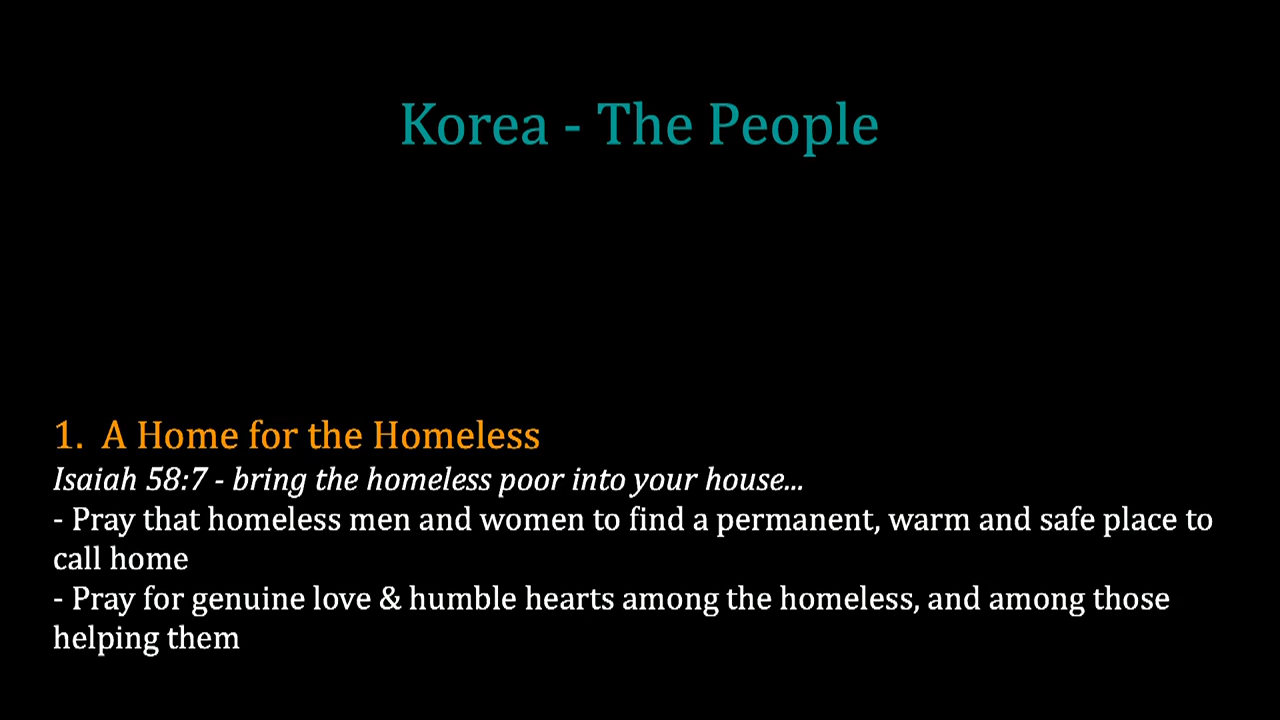 Korea - The People
1. A Home for the Homeless
Isaiah 58:7 - bring the homeless poor into your house...
- Pray that homeless men and women to find a permanent, warm and safe place to
call home
- Pray for genuine love & humble hearts among the homeless, and among those
helping them